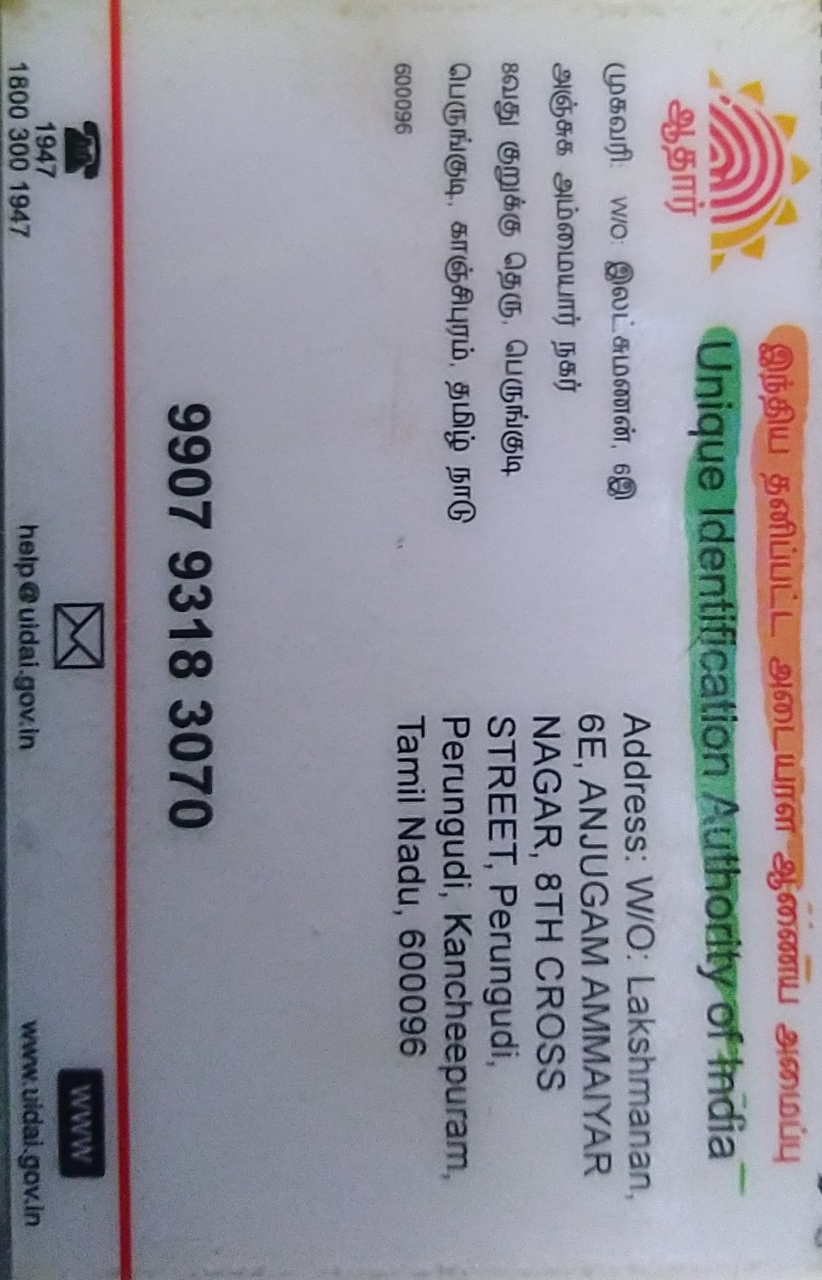 இந்திய தனிப்பட்ட அடையாள ஆணைய அமைப்பு
Unique Identification Authority of India
ஆதார்
முகவரி: W/O: இலட்சுமணன், 6இ
அஞ்சுக அம்மையார் நகர்
8வது குறுக்கு தெரு, பெருங்குடி
பெருங்குடி, காஞ்சிபுரம், தமிழ் நாடு
600096
Address: W/O: Lakshmanan,
6E, ANJUGAM AMMAIYAR
NAGAR, 8TH CROSS
STREET, Perungudi,
Perungudi, Kancheepuram,
Tamil Nadu, 600096
9907 9318 3070
1947
1800 300 1947
help@uidai.gov.in
WWW
www.uidai.gov.in